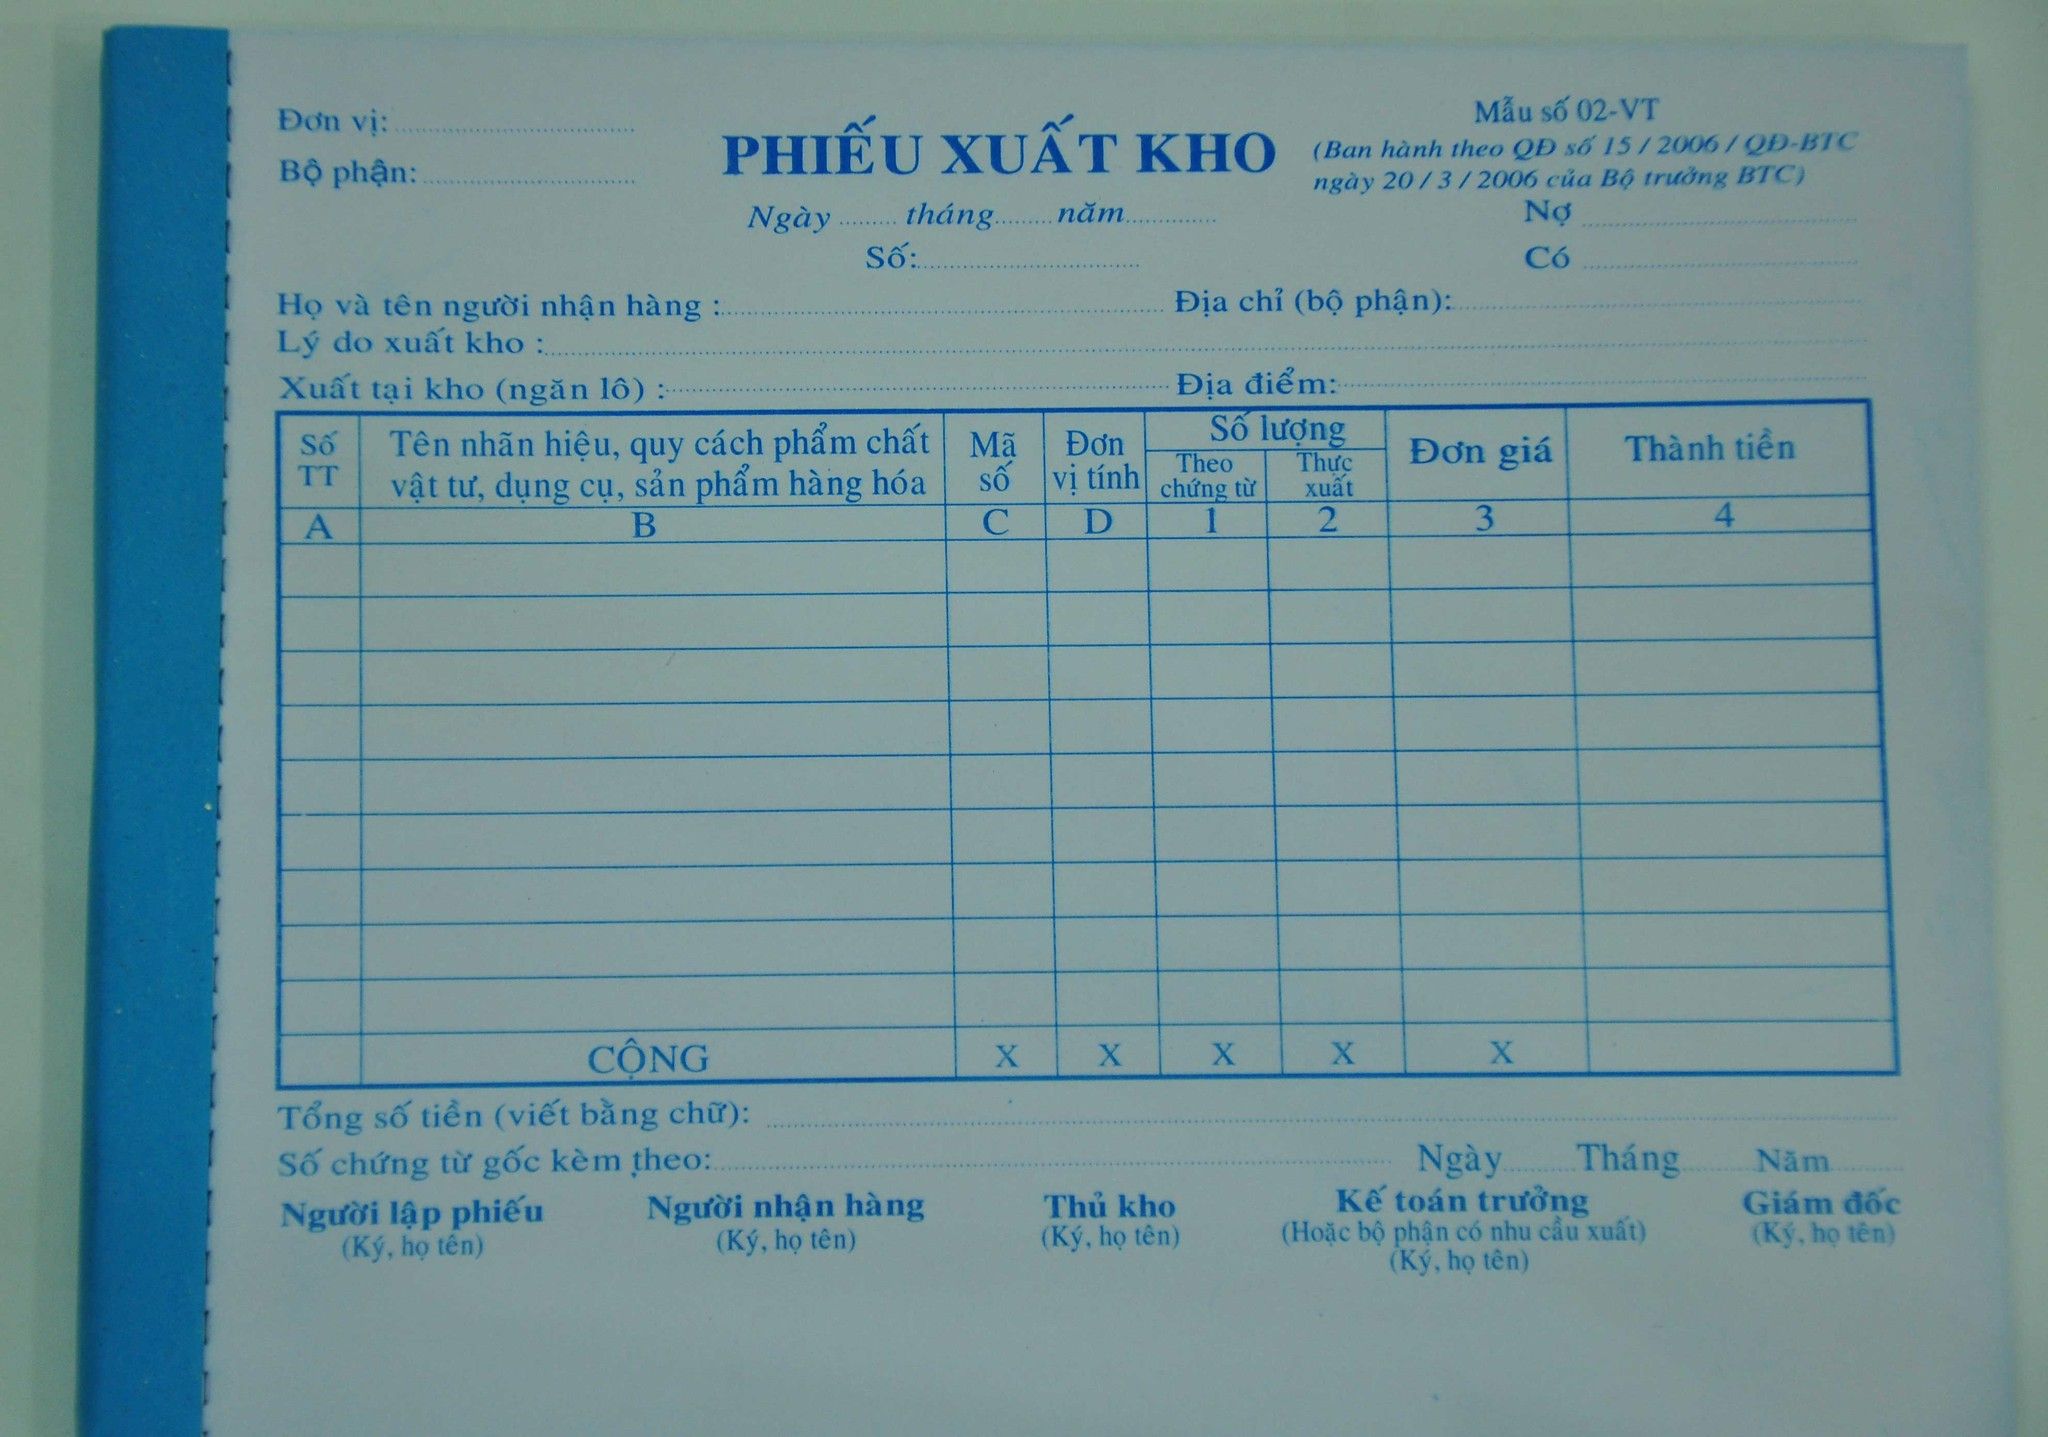 Đơn vị:
Bộ phận:
PHIẾU XUẤT KHO
Ngày tháng năm
Số:
Mẫu số 02-VT
(Ban hành theo QĐ số 15 / 2006 / QĐ-BTC
ngày 20 / 3 / 2006 của Bộ trưởng BTC)
Nợ
Có
Họ và tên người nhận hàng : Địa chỉ (bộ phận):
Lý do xuất kho :
Xuất tại kho (ngăn lô) : Địa điểm:
Số TT
Tên nhãn hiệu, quy cách phẩm chất
vật tư, dụng cụ, sản phẩm hàng hóa
Mã số
Đơn vị tính
Số lượng
Theo chứng từ
Thực xuất
Đơn giá
Thành tiền
A B C D 1 2 3 4
CỘNG X X X X X
Tổng số tiền (viết bằng chữ):
Số chứng từ gốc kèm theo: Ngày Tháng Năm
Người lập phiếu
(Ký, họ tên)
Người nhận hàng
(Ký, họ tên)
Thủ kho
(Ký, họ tên)
Kế toán trưởng
(Hoặc bộ phận có nhu cầu xuất)
(Ký, họ tên)
Giám đốc
(Ký, họ tên)